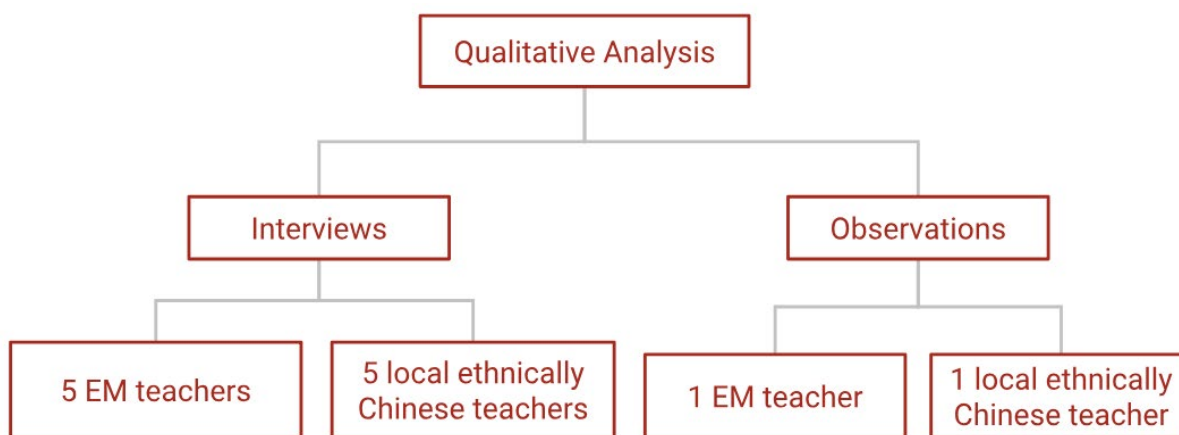 Qualitative Analysis
Interviews
Observations
5 EM teachers
5 local ethnically
Chinese teachers
1 EM teacher
1 local ethnically
Chinese teacher